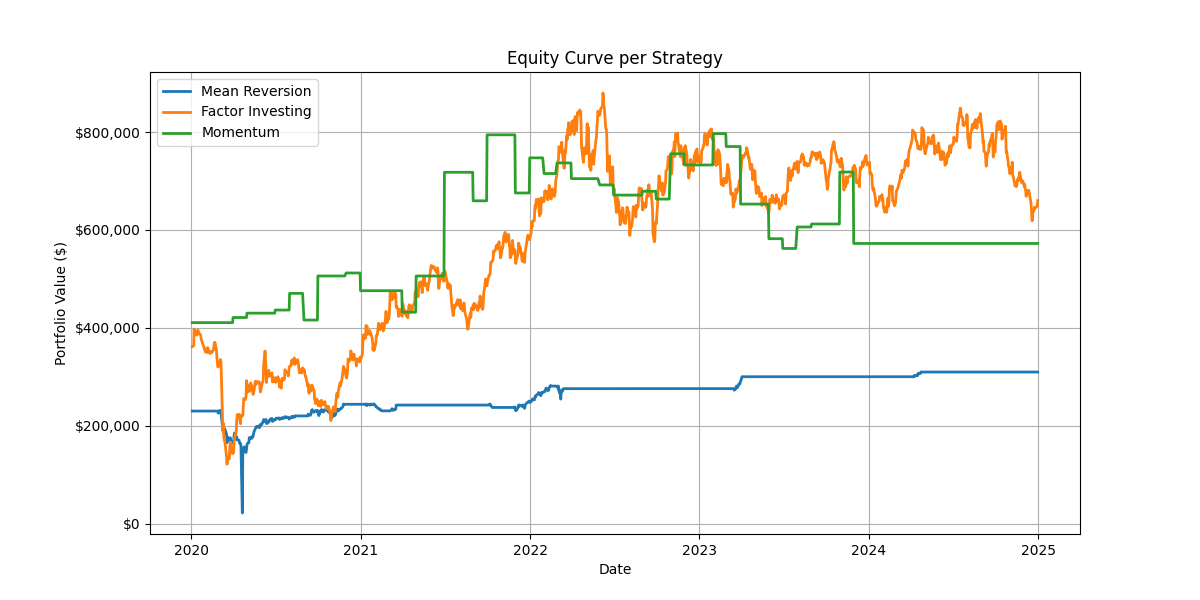 Equity Curve per Strategy
Mean Reversion
Factor Investing
Momentum
Portfolio Value ($)
$800,000
$600,000
$400,000
$200,000
$0
2020 2021 2022 2023 2024 2025
Date